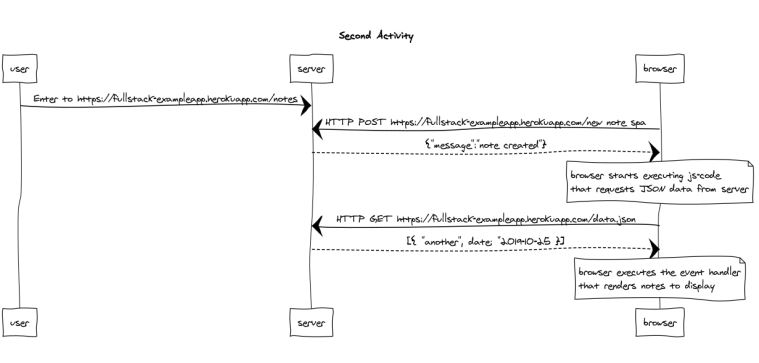 Second Activity
user
server
browser
Enter to https://fullstack-exampleapp.herokuapp.com/notes
HTTP POST https://fullstack-exampleapp.herokuapp.com/new note spa
{"message":"note created"}
browser starts executing js-code
that requests JSON data from server
HTTP GET https://fullstack-exampleapp.herokuapp.com/data.json
[{ "another", date: "2019-10-25 }]
browser executes the event handler
that renders notes to display
user
server
browser